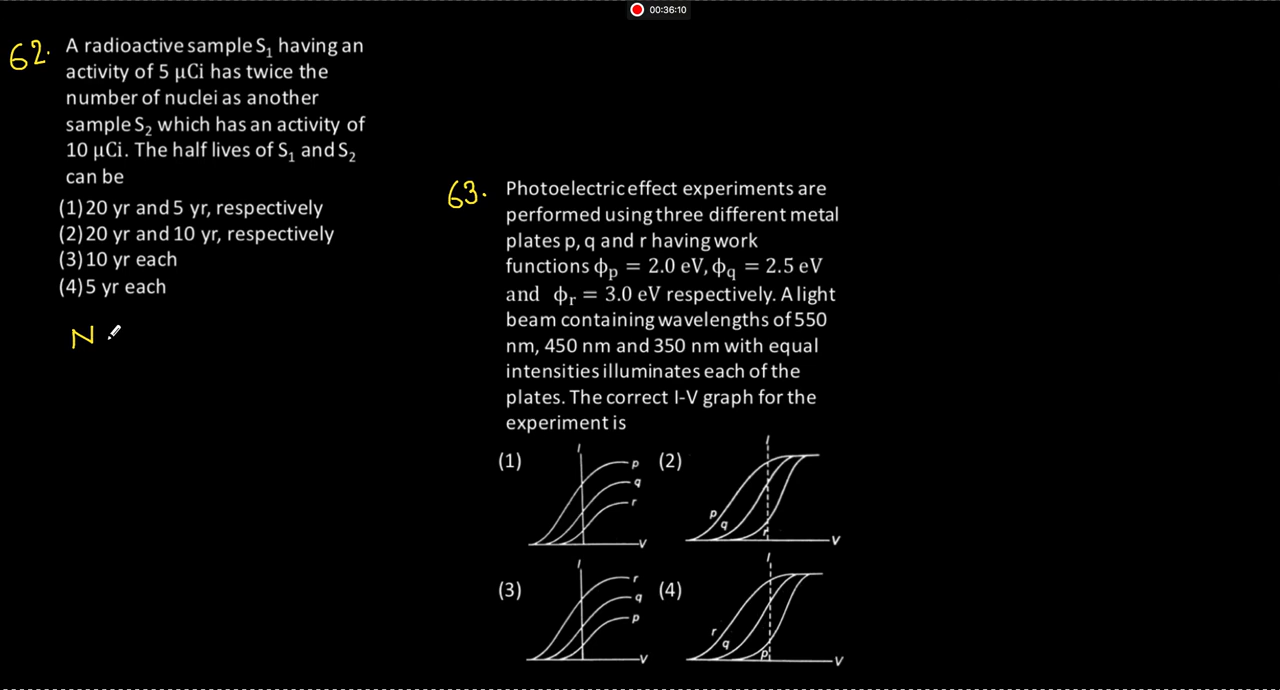 00:36:10
62. A radioactive sample S₁ having an
activity of 5 μCi has twice the
number of nuclei as another
sample S₂ which has an activity of
10 μCi. The half lives of S₁ and S₂
can be
(1)20 yr and 5 yr, respectively
(2)20 yr and 10 yr, respectively
(3)10 yr each
(4)5 yr each
N
63. Photoelectric effect experiments are
performed using three different metal
plates p, q and r having work
functions ϕp = 2.0 eV, ϕq = 2.5 eV
and ϕr = 3.0 eV respectively. A light
beam containing wavelengths of 550
nm, 450 nm and 350 nm with equal
intensities illuminates each of the
plates. The correct I-V graph for the
experiment is
(1) I p q r V
(2) I p q r V
(3) I r q p V
(4) I r q p V